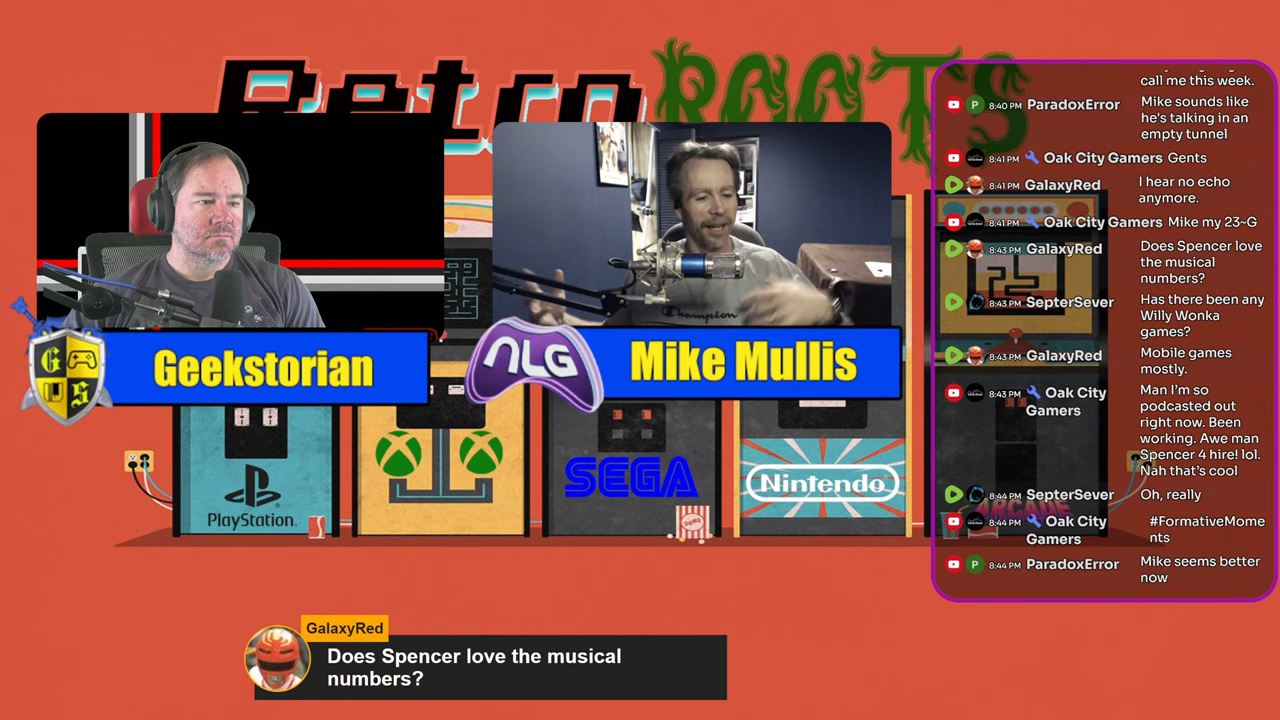 Retro ROOTS
Geekstorian
G
U S
NLG
Mike Mullis
Champion
PlayStation.
SEGA
Nintendo
DEMO
ARCADE
call me this week.
8:40 PM ParadoxError Mike sounds like
he's talking in an
empty tunnel
8:41 PM Oak City Gamers Gents
8:41 PM GalaxyRed I hear no echo
anymore.
8:41 PM Oak City Gamers Mike my 23~G
8:43 PM GalaxyRed Does Spencer love
the musical
numbers?
8:43 PM SepterSever Has there been any
Willy Wonka
games?
8:43 PM GalaxyRed Mobile games
mostly.
8:43 PM Oak City Man I'm so
Gamers podcasted out
right now. Been
working. Awe man
Spencer 4 hire! lol.
Nah that's cool
8:44 PM SepterSever Oh, really
8:44 PM Oak City #FormativeMome
Gamers nts
P 8:44 PM ParadoxError Mike seems better
now
GalaxyRed
Does Spencer love the musical
numbers?